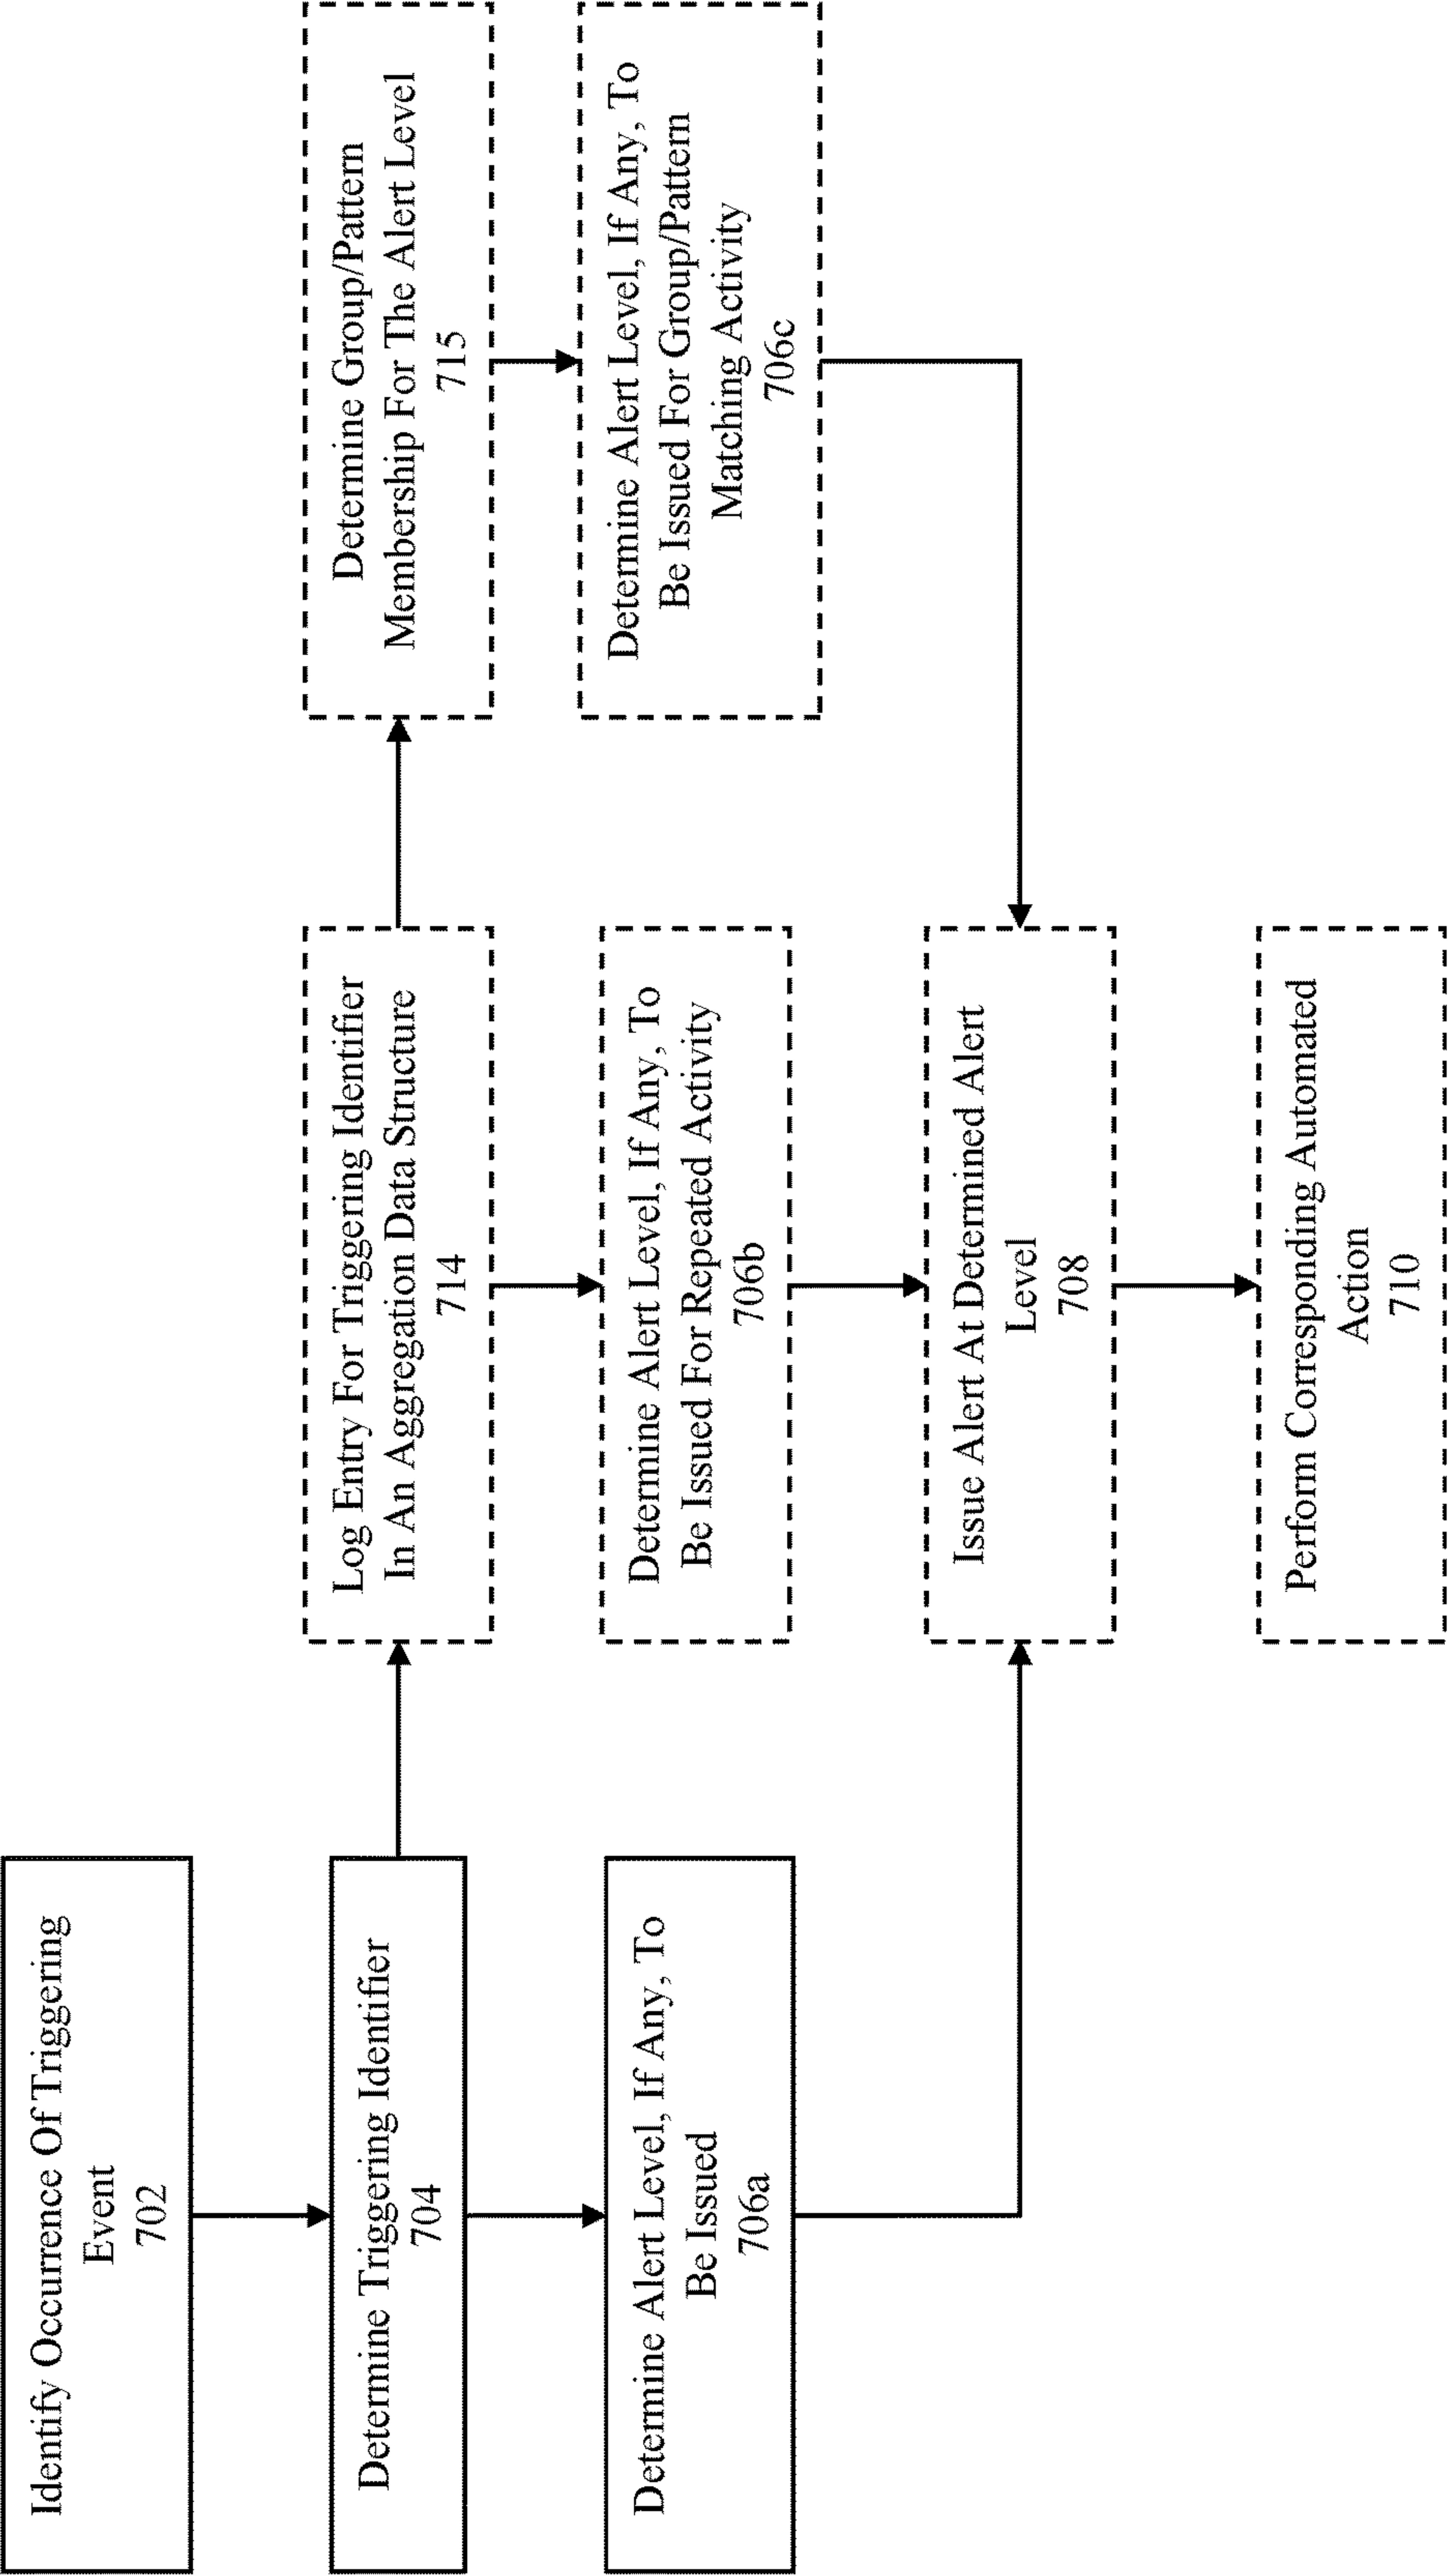 Identify Occurrence Of Triggering
Event
702
Determine Triggering Identifier
704
Determine Alert Level, If Any, To
Be Issued
706a
Log Entry For Triggering Identifier
In An Aggregation Data Structure
714
Determine Alert Level, If Any, To
Be Issued For Repeated Activity
706b
Issue Alert At Determined Alert
Level
708
Perform Corresponding Automated
Action
710
Determine Group/Pattern
Membership For The Alert Level
715
Determine Alert Level, If Any, To
Be Issued For Group/Pattern
Matching Activity
706c